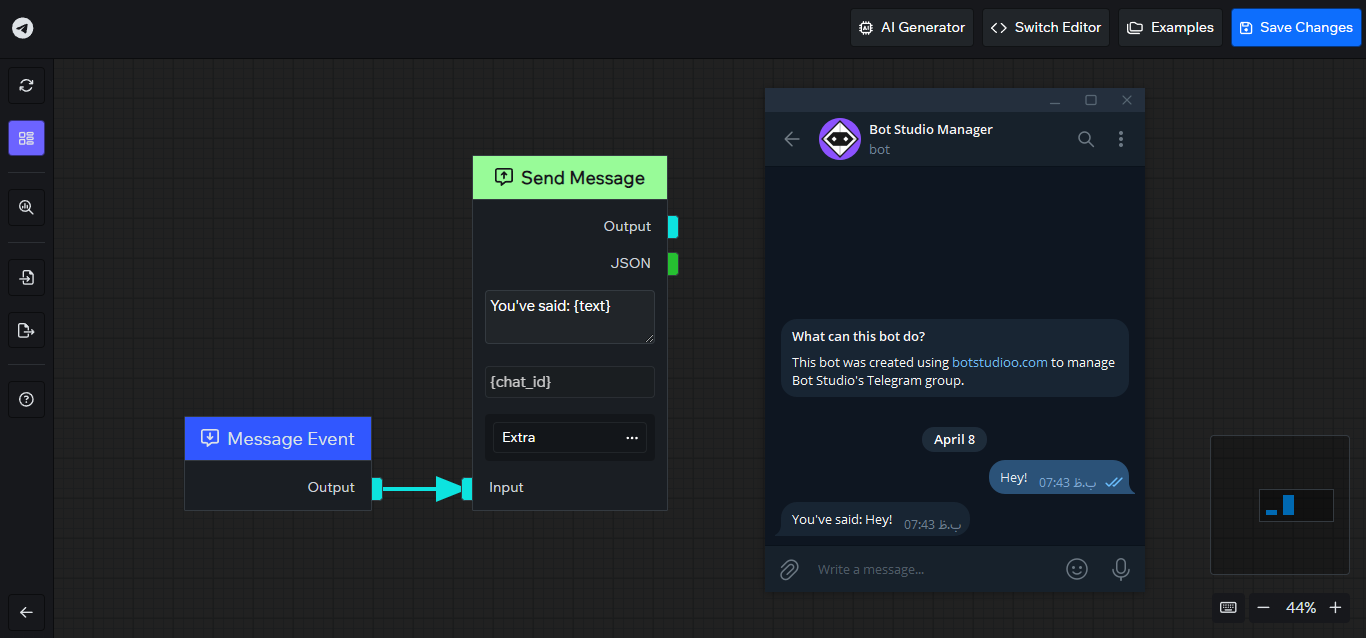 AI Generator
Switch Editor
Examples
Save Changes
Send Message
Output
JSON
You've said: {text}
{chat_id}
Extra
Input
Message Event
Output
Bot Studio Manager
bot
What can this bot do?
This bot was created using botstudioo.com to manage
Bot Studio's Telegram group.
April 8
Hey! 07:43 ب.ظ
You've said: Hey! 07:43 ب.ظ
Write a message...
44%